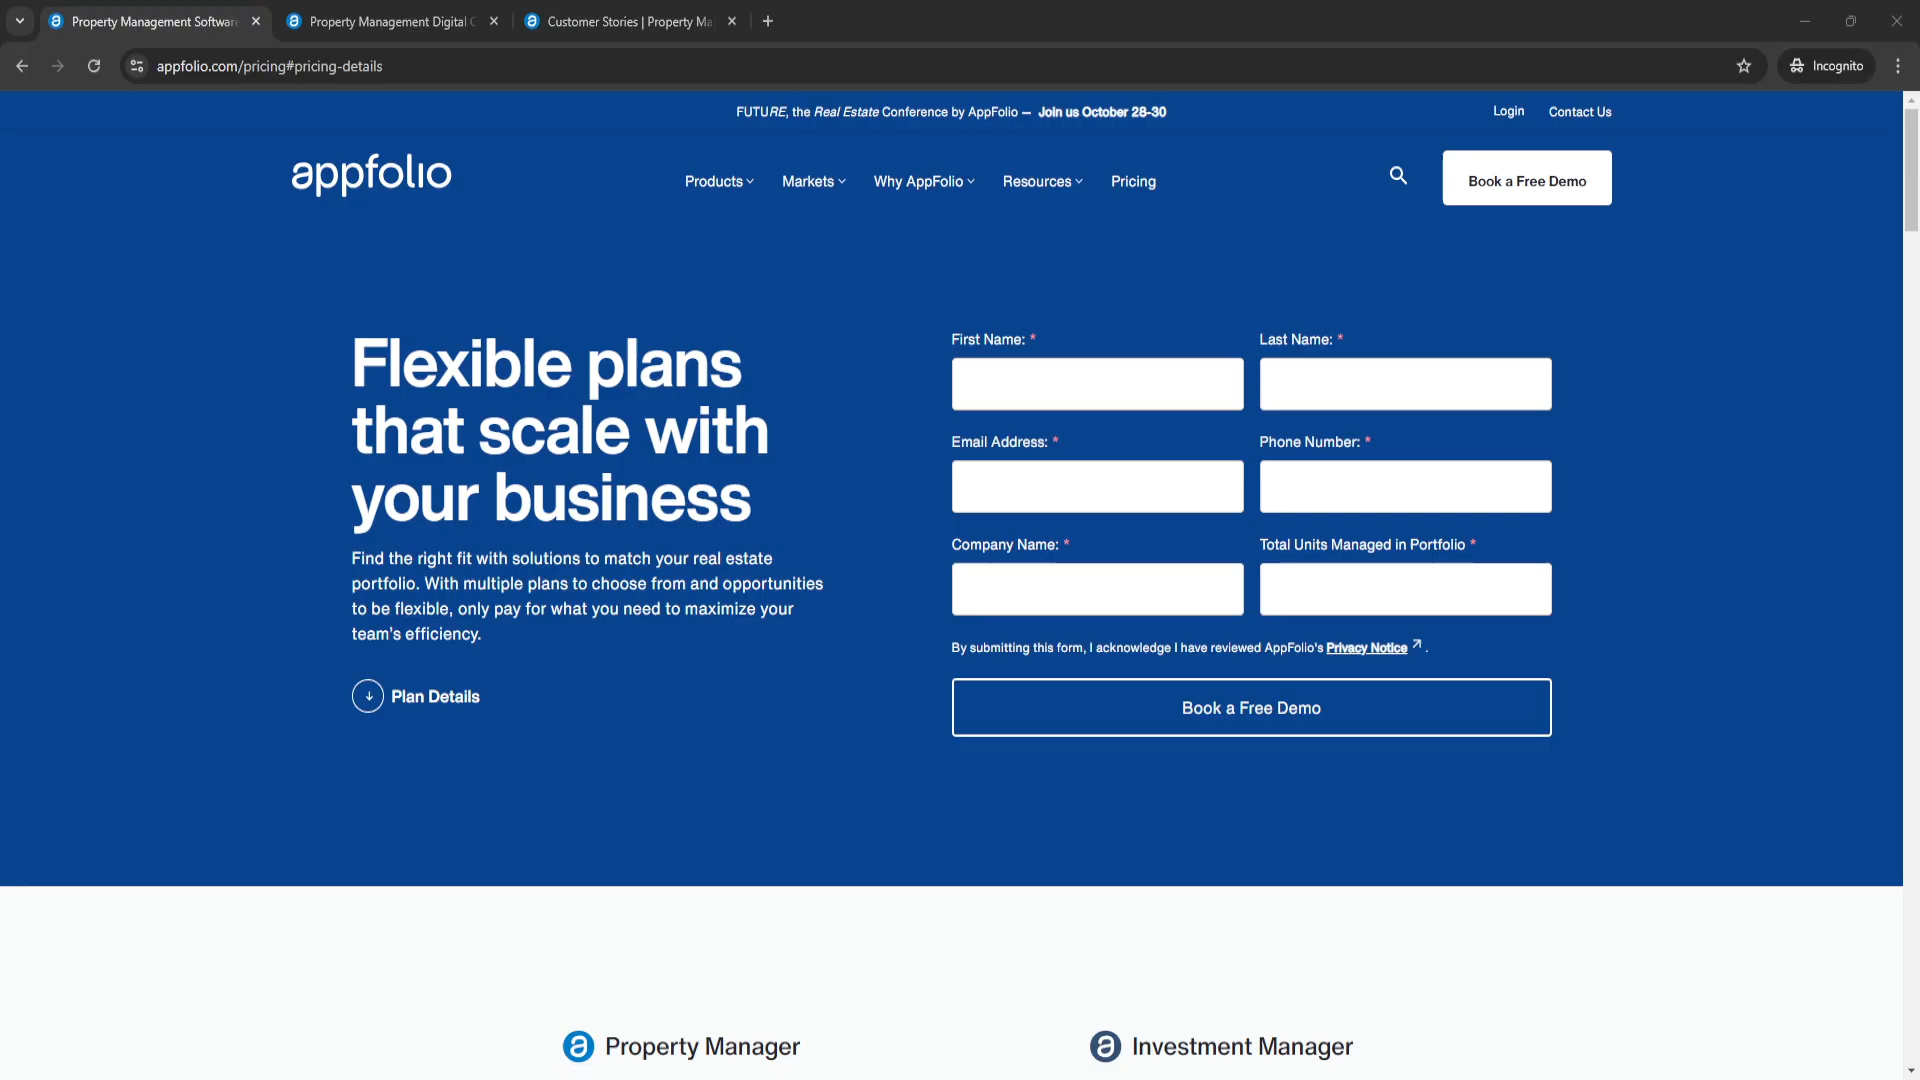 Property Management Software
Property Management Digital
Customer Stories | Property Ma
appfolio.com/pricing#pricing-details
Incognito
FUTURE, the Real Estate Conference by AppFolio — Join us October 28-30
Login
Contact Us
appfolio
Products
Markets
Why AppFolio
Resources
Pricing
Book a Free Demo
Flexible plans
that scale with
your business
Find the right fit with solutions to match your real estate
portfolio. With multiple plans to choose from and opportunities
to be flexible, only pay for what you need to maximize your
team's efficiency.
Plan Details
First Name: *
Last Name: *
Email Address: *
Phone Number: *
Company Name: *
Total Units Managed in Portfolio *
By submitting this form, I acknowledge I have reviewed AppFolio's Privacy Notice .
Book a Free Demo
Property Manager
Investment Manager